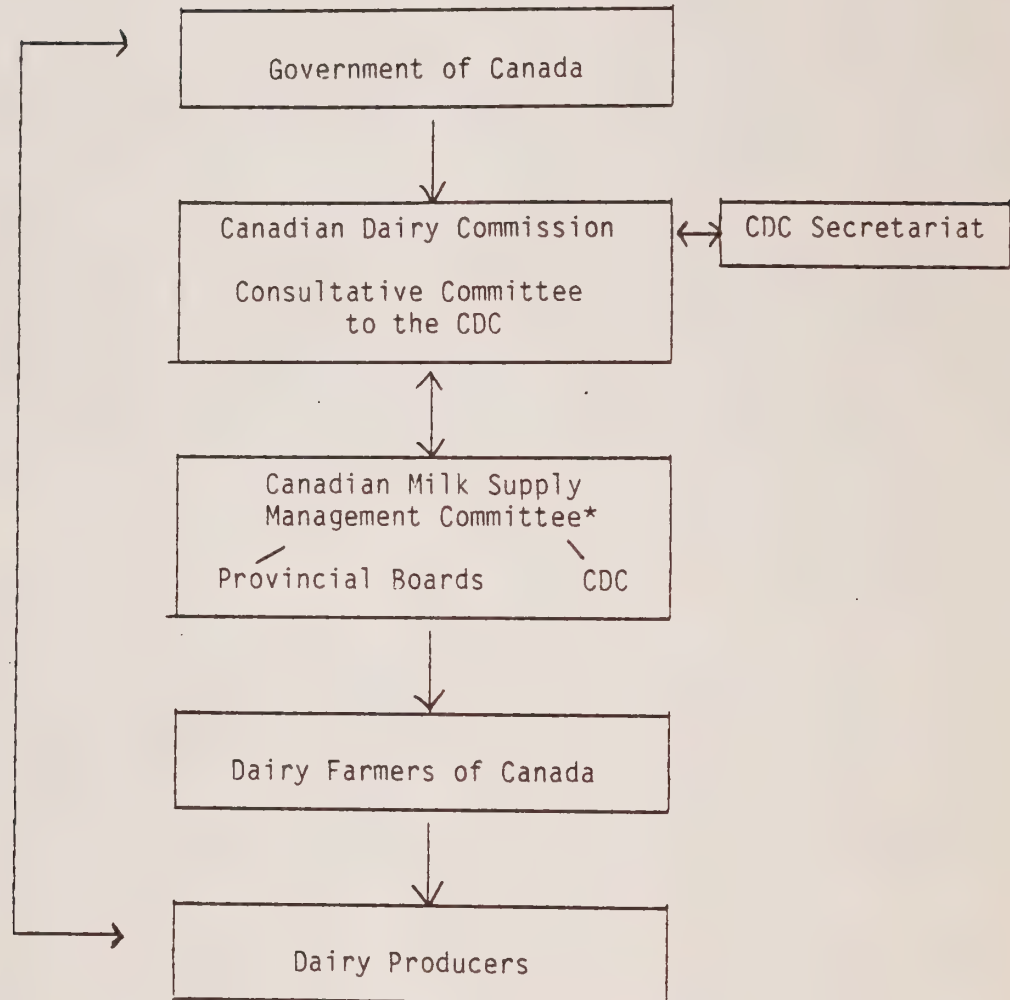 Government of Canada
Canadian Dairy Commission
CDC Secretariat
Consultative Committee
to the CDC
Canadian Milk Supply
Management Committee*
Provincial Boards CDC
Dairy Farmers of Canada
Dairy Producers